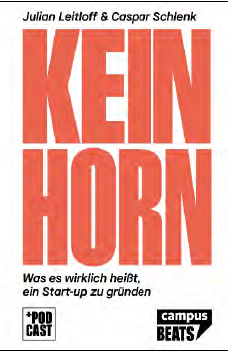 Julian Leitloff & Caspar Schlenk
KEIN
HORN
Was es wirklich heißt,
ein Start-up zu gründen
+POD
CAST
campus
BEATS